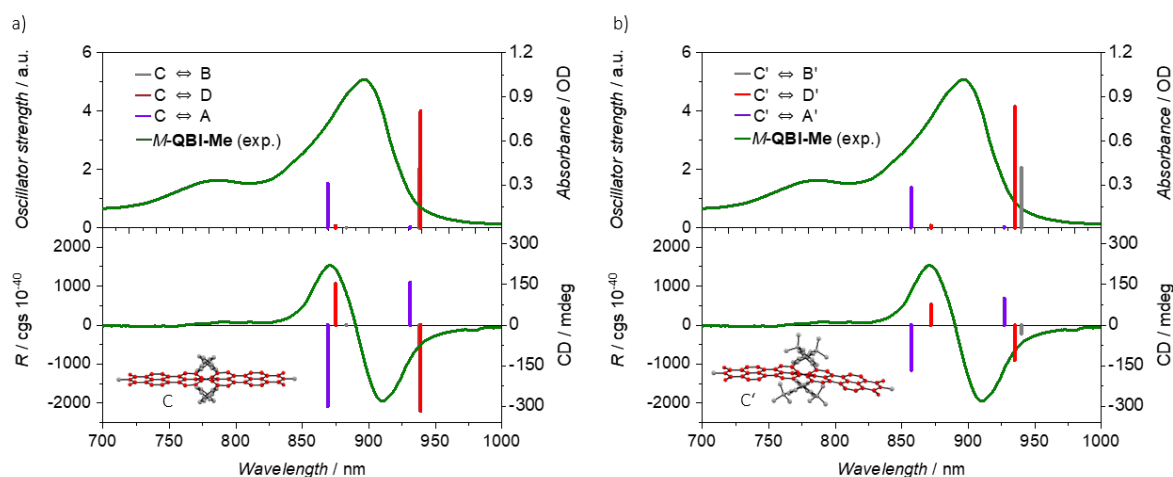 a)
Oscillator strength / a.u.
6
4
2
0
C ⇔ B
C ⇔ D
C ⇔ A
M-QBI-Me (exp.)
1.2
0.9
0.6
0.3
Absorbance / OD
R / cgs 10⁻⁴⁰
2000
1000
0
-1000
-2000
300
150
0
-150
-300
CD / mdeg
C
700 750 800 850 900 950 1000
Wavelength / nm
b)
Oscillator strength / a.u.
6
4
2
0
C' ⇔ B'
C' ⇔ D'
C' ⇔ A'
M-QBI-Me (exp.)
1.2
0.9
0.6
0.3
Absorbance / OD
R / cgs 10⁻⁴⁰
2000
1000
0
-1000
-2000
300
150
0
-150
-300
CD / mdeg
C'
700 750 800 850 900 950 1000
Wavelength / nm